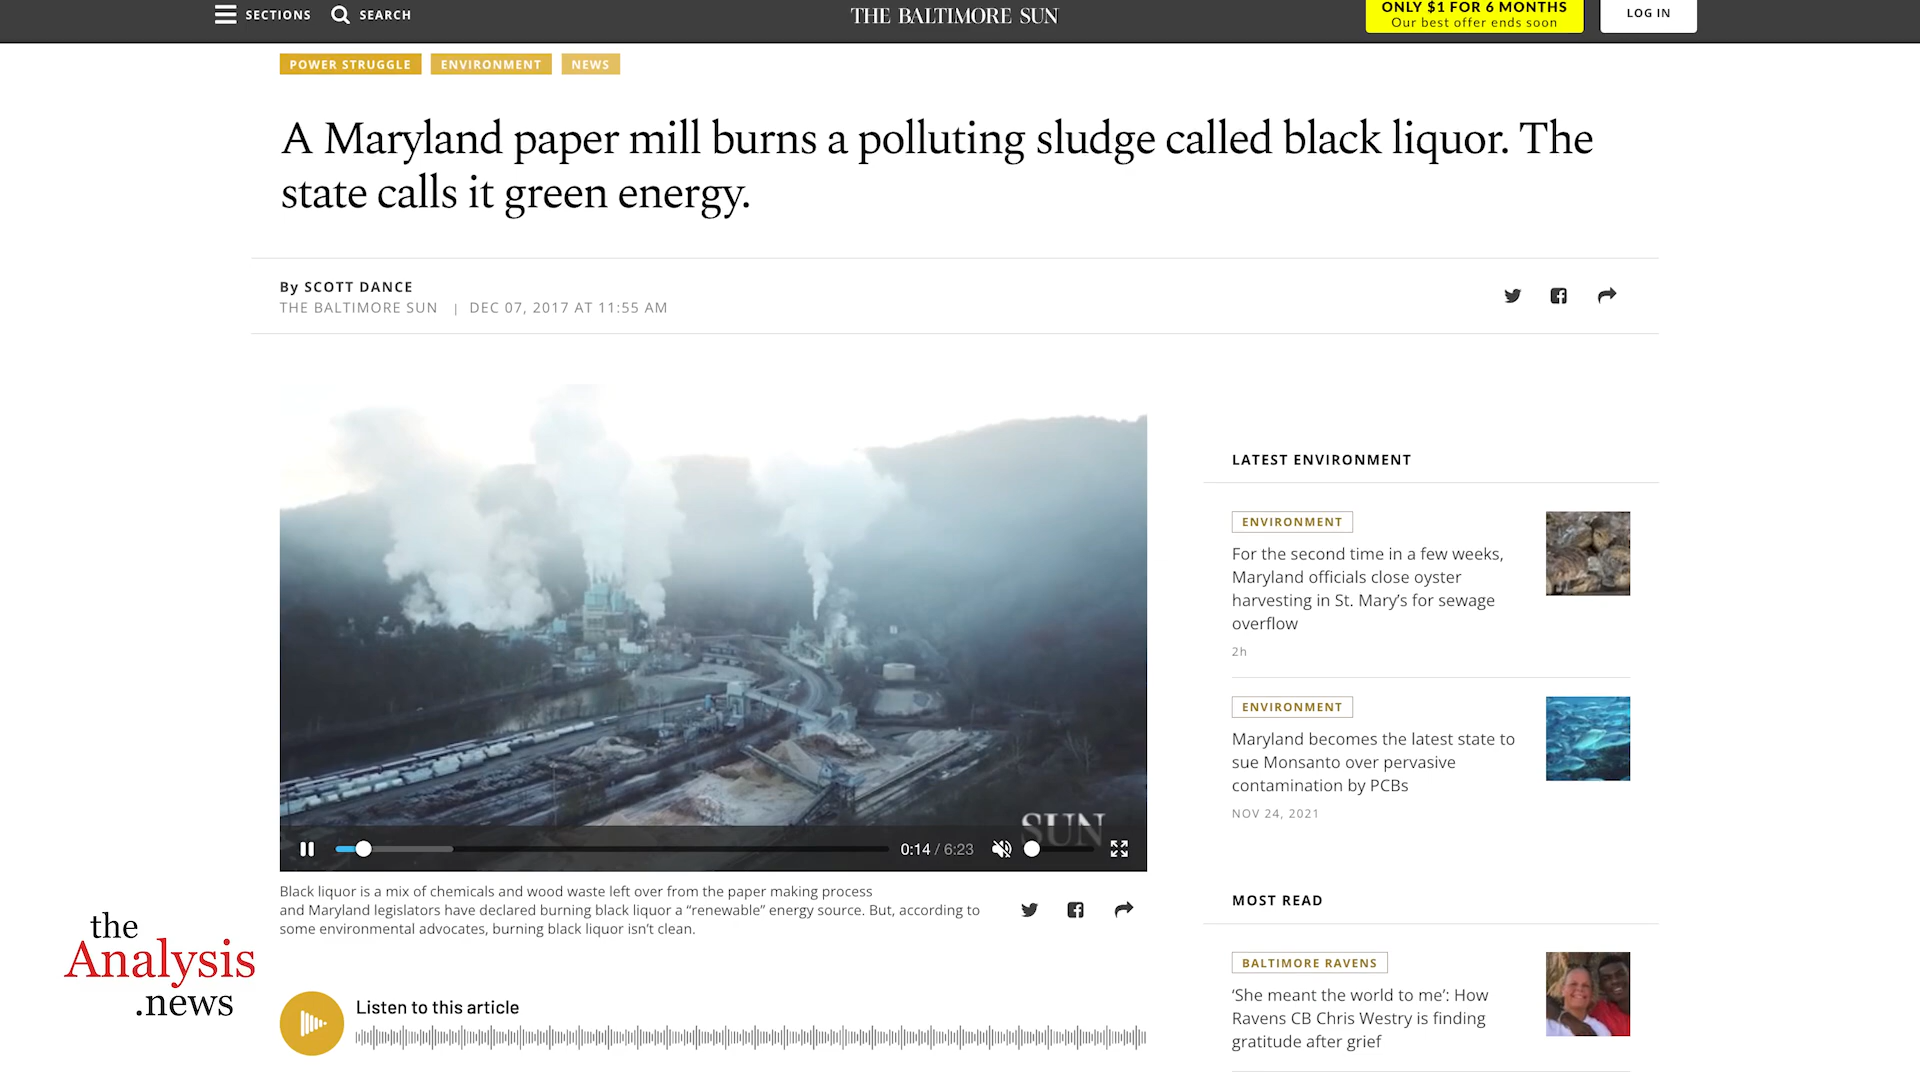 SECTIONS
SEARCH
THE BALTIMORE SUN
ONLY $1 FOR 6 MONTHS
Our best offer ends soon
LOG IN
POWER STRUGGLE
ENVIRONMENT
NEWS
A Maryland paper mill burns a polluting sludge called black liquor. The
state calls it green energy.
By SCOTT DANCE
THE BALTIMORE SUN | DEC 07, 2017 AT 11:55 AM
SUN
0:14 / 6:23
Black liquor is a mix of chemicals and wood waste left over from the paper making process
and Maryland legislators have declared burning black liquor a “renewable” energy source. But, according to
some environmental advocates, burning black liquor isn’t clean.
Listen to this article
LATEST ENVIRONMENT
ENVIRONMENT
For the second time in a few weeks,
Maryland officials close oyster
harvesting in St. Mary’s for sewage
overflow
2h
ENVIRONMENT
Maryland becomes the latest state to
sue Monsanto over pervasive
contamination by PCBs
NOV 24, 2021
MOST READ
BALTIMORE RAVENS
‘She meant the world to me’: How
Ravens CB Chris Westry is finding
gratitude after grief
the
Analysis
.news